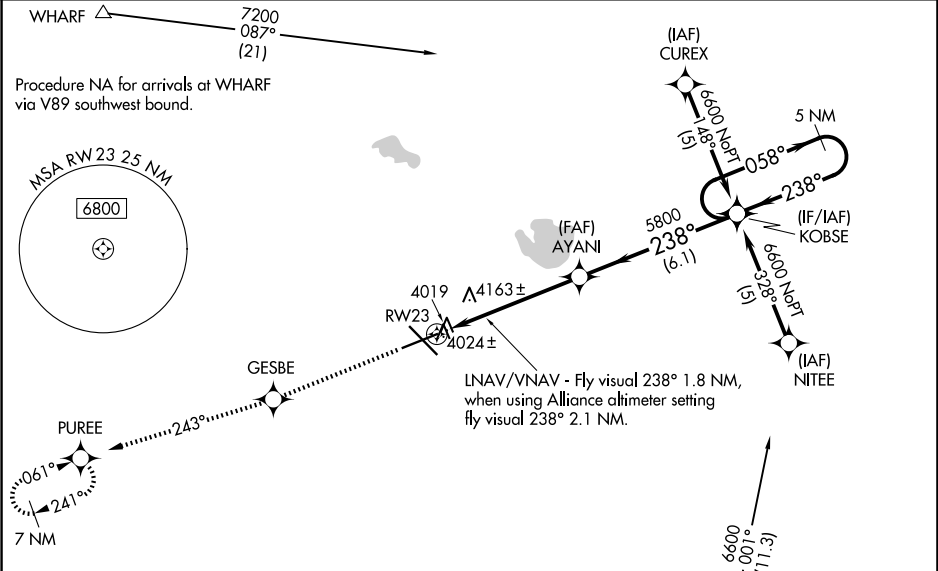 WHARF
7200
087°
(21)
Procedure NA for arrivals at WHARF
via V89 southwest bound.
MSA RW 23 25 NM
6800
(IAF)
CUREX
6600 NoPT
148°
(5)
5 NM
058°
238°
(IF/IAF)
KOBSE
5800
238°
(6.1)
(FAF)
AYANI
6600 NoPT
328°
(5)
(IAF)
NITEE
4019
4163±
RW23
4024±
LNAV/VNAV - Fly visual 238° 1.8 NM,
when using Alliance altimeter setting
fly visual 238° 2.1 NM.
GESBE
243°
PUREE
061°
241°
7 NM
6600
001°
(11.3)